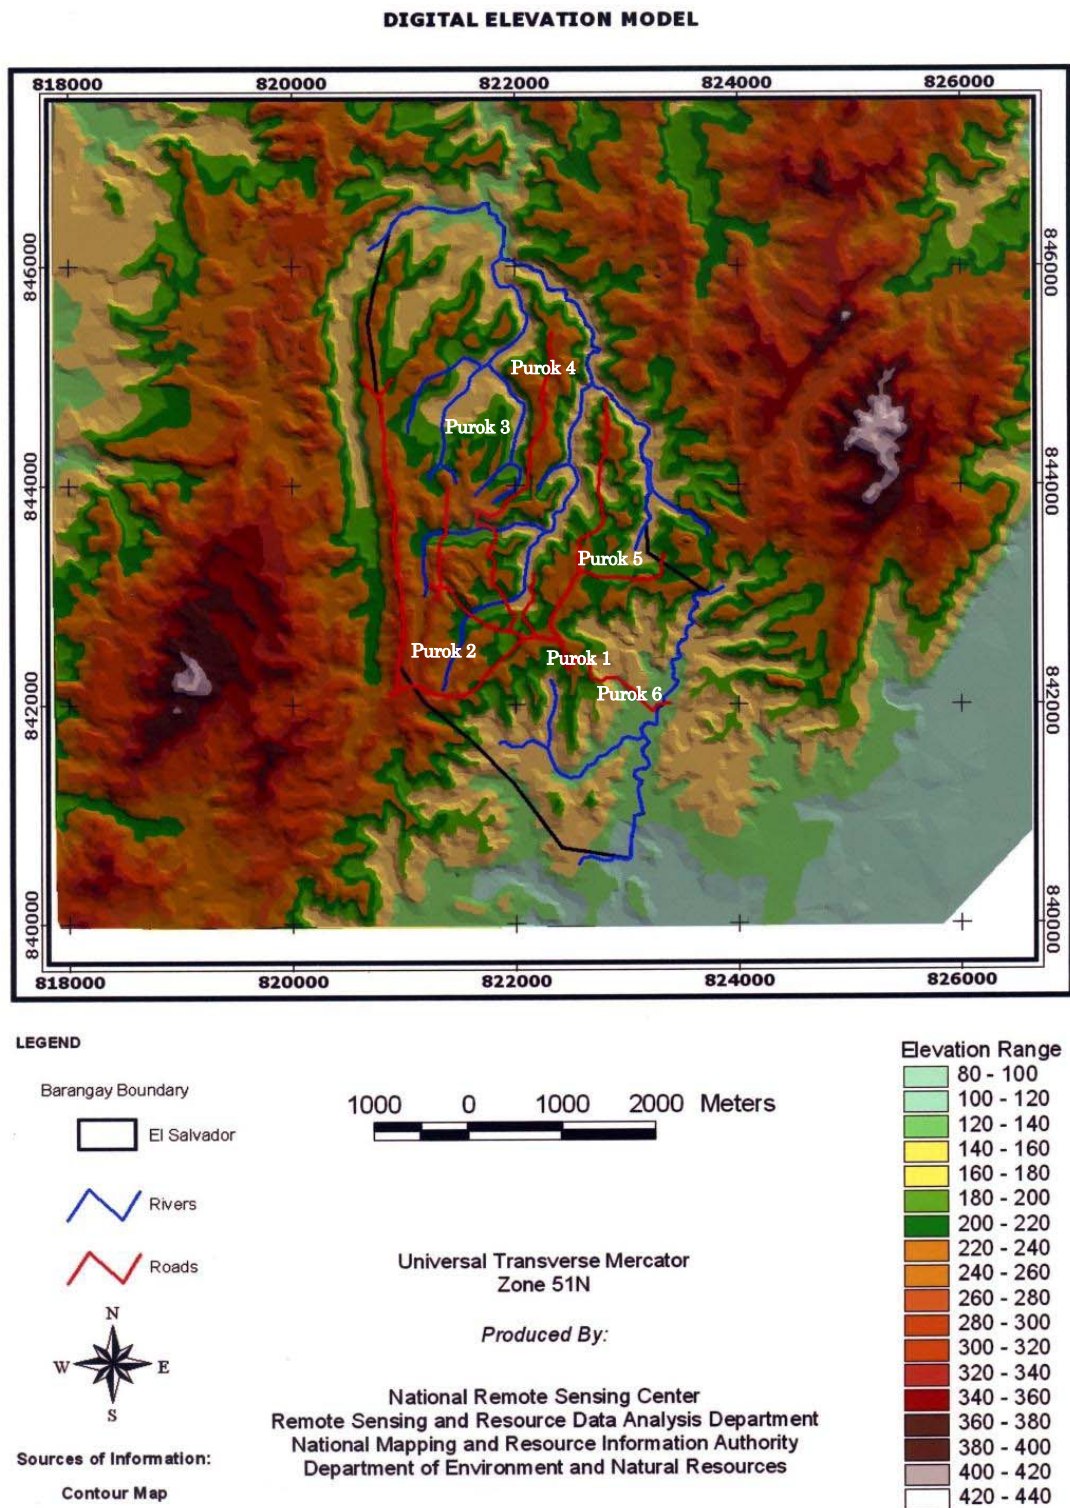 DIGITAL ELEVATION MODEL
818000 820000 822000 824000 826000
846000 846000
Purok 4
Purok 3
844000 844000
Purok 5
Purok 2
Purok 1
Purok 6
842000 842000
840000 840000
818000 820000 822000 824000 826000
LEGEND
Barangay Boundary
El Salvador
Rivers
Roads
N
W E
S
Sources of Information:
Contour Map
1000 0 1000 2000 Meters
Universal Transverse Mercator
Zone 51N
Produced By:
National Remote Sensing Center
Remote Sensing and Resource Data Analysis Department
National Mapping and Resource Information Authority
Department of Environment and Natural Resources
Elevation Range
80 - 100
100 - 120
120 - 140
140 - 160
160 - 180
180 - 200
200 - 220
220 - 240
240 - 260
260 - 280
280 - 300
300 - 320
320 - 340
340 - 360
360 - 380
380 - 400
400 - 420
420 - 440